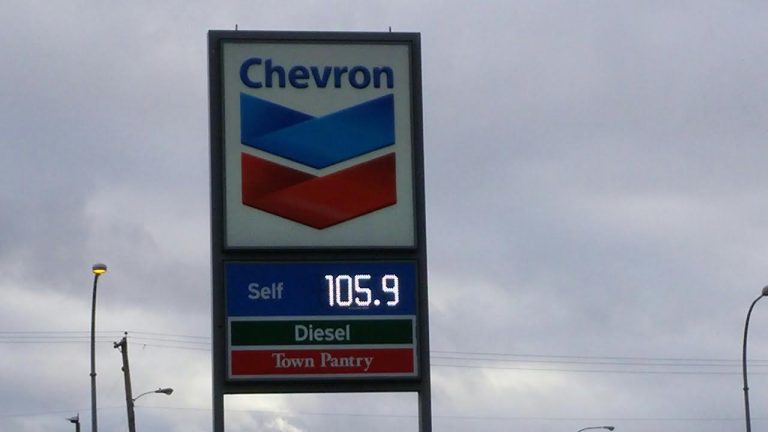 Chevron
Self 105.9
Diesel
Town Pantry